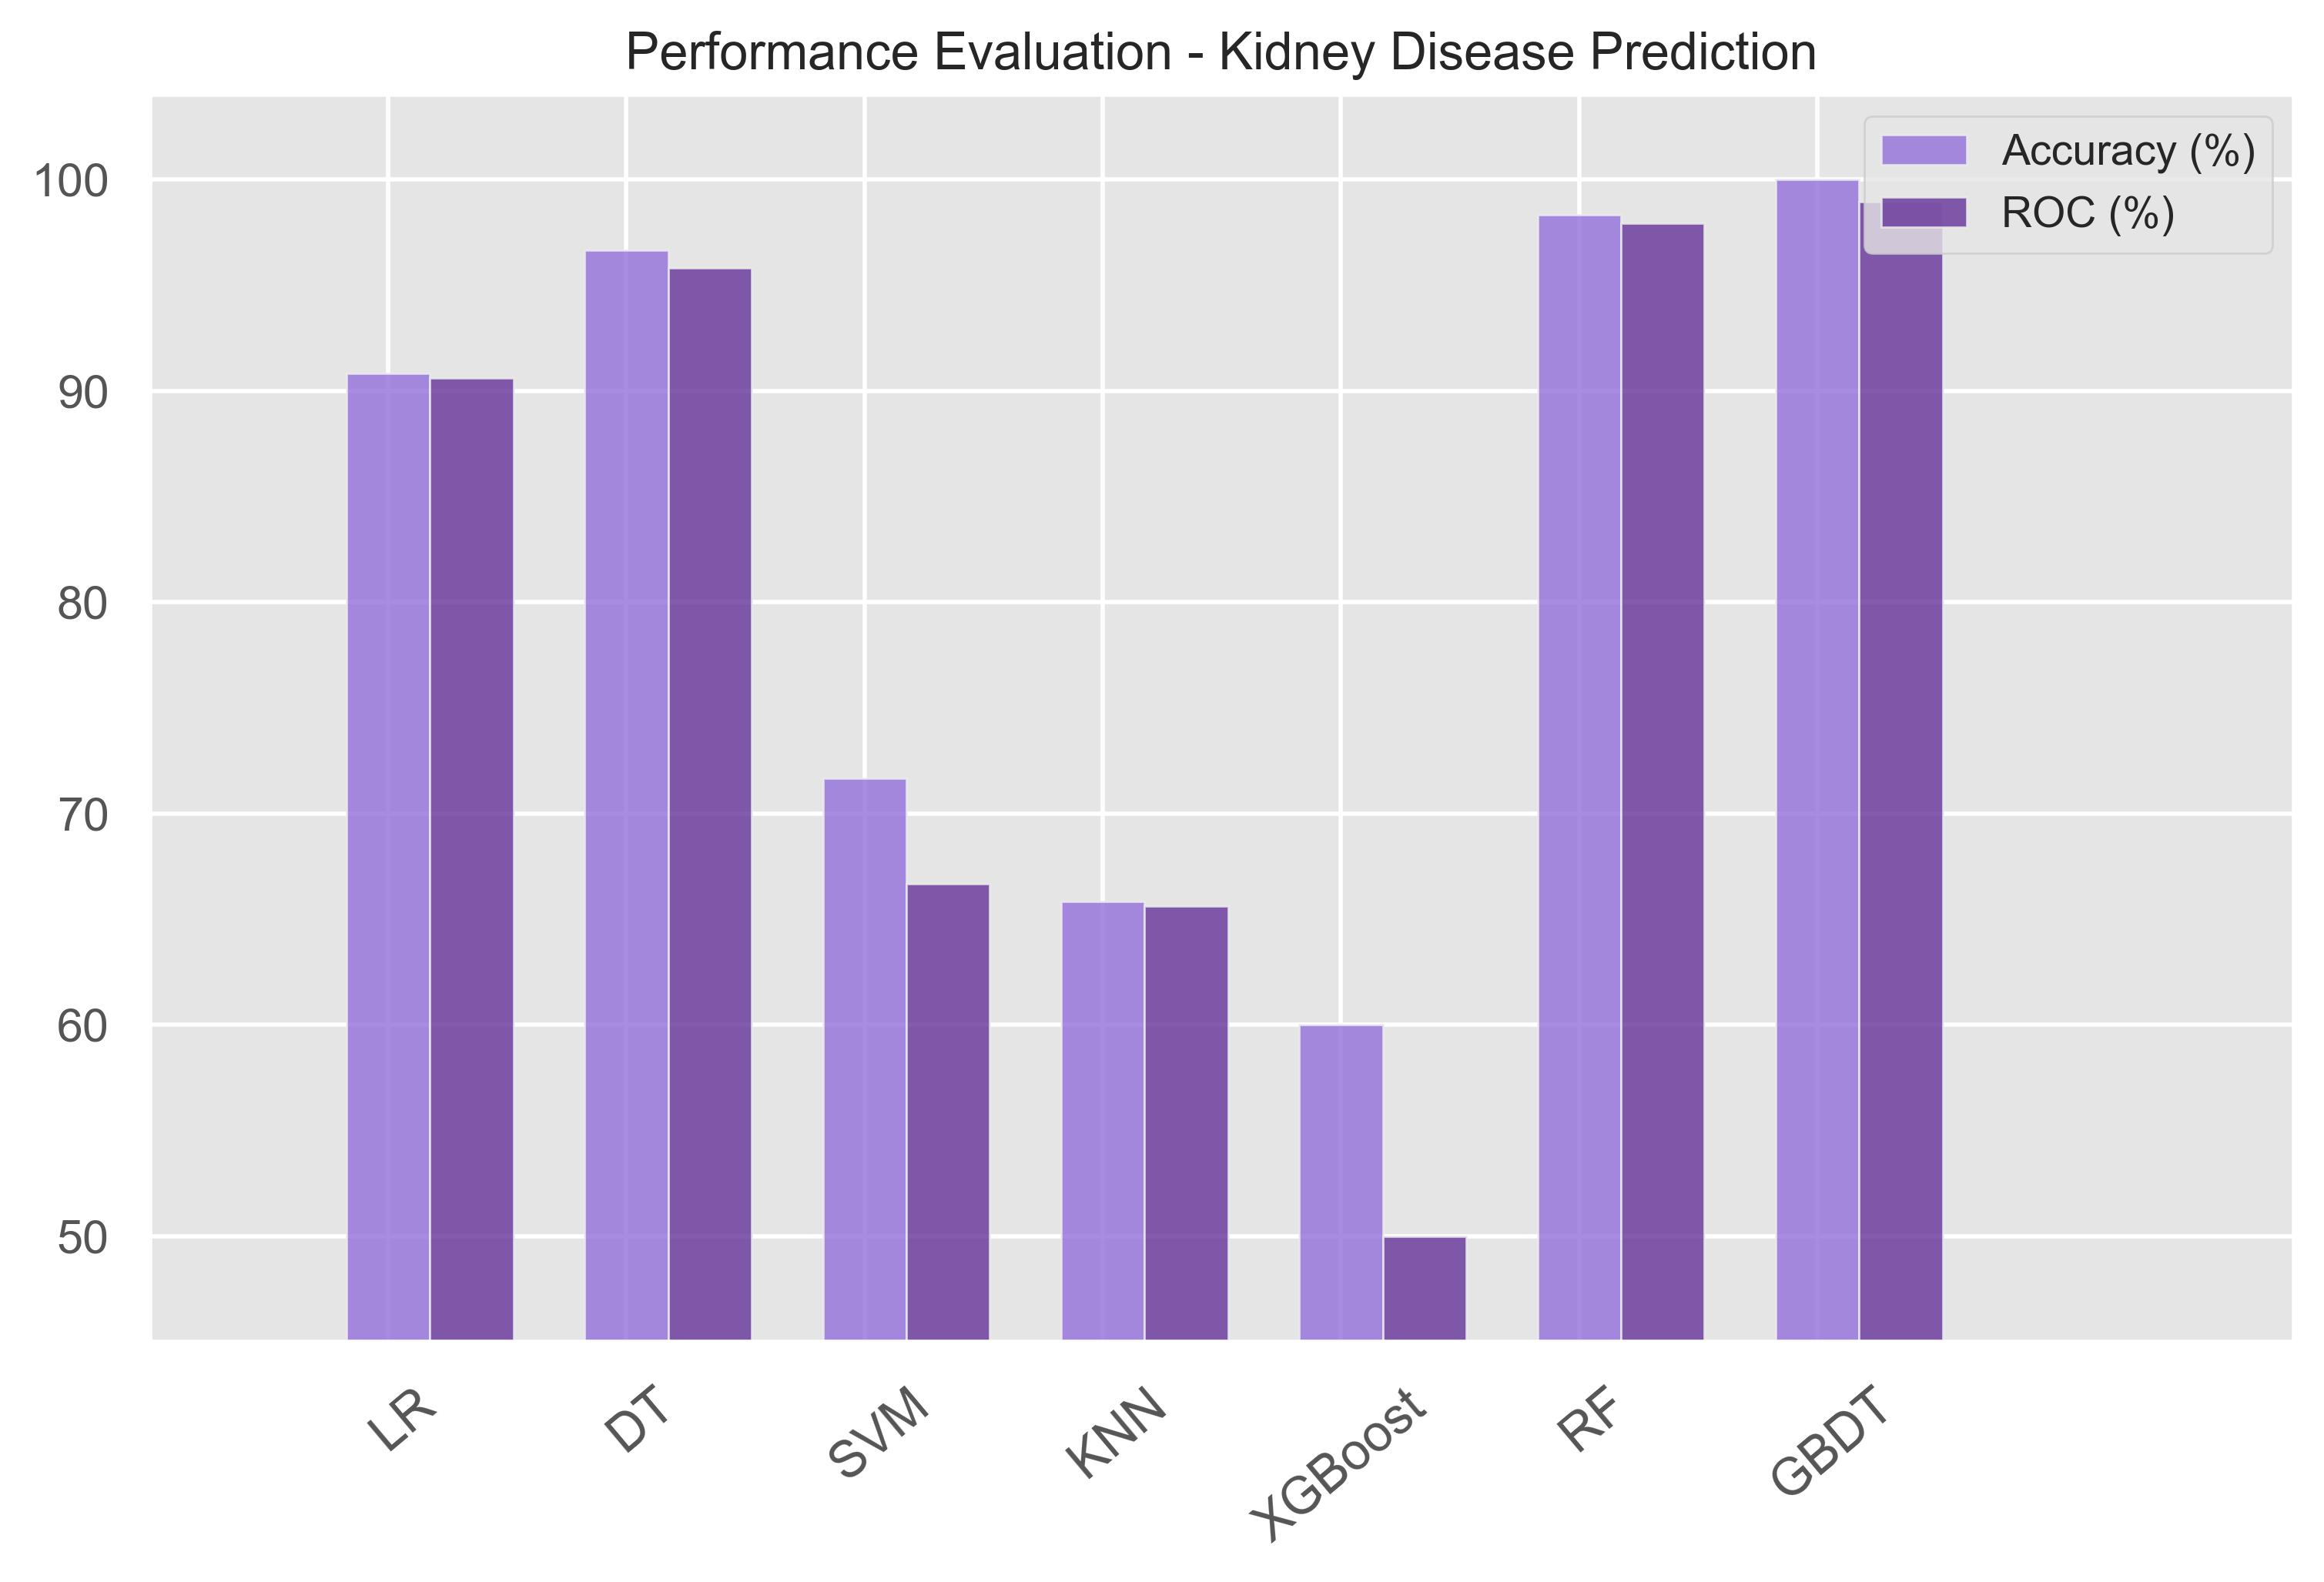 Performance Evaluation - Kidney Disease Prediction
Accuracy (%)
ROC (%)
100
90
80
70
60
50
LR
DT
SVM
KNN
XGBoost
RF
GBDT